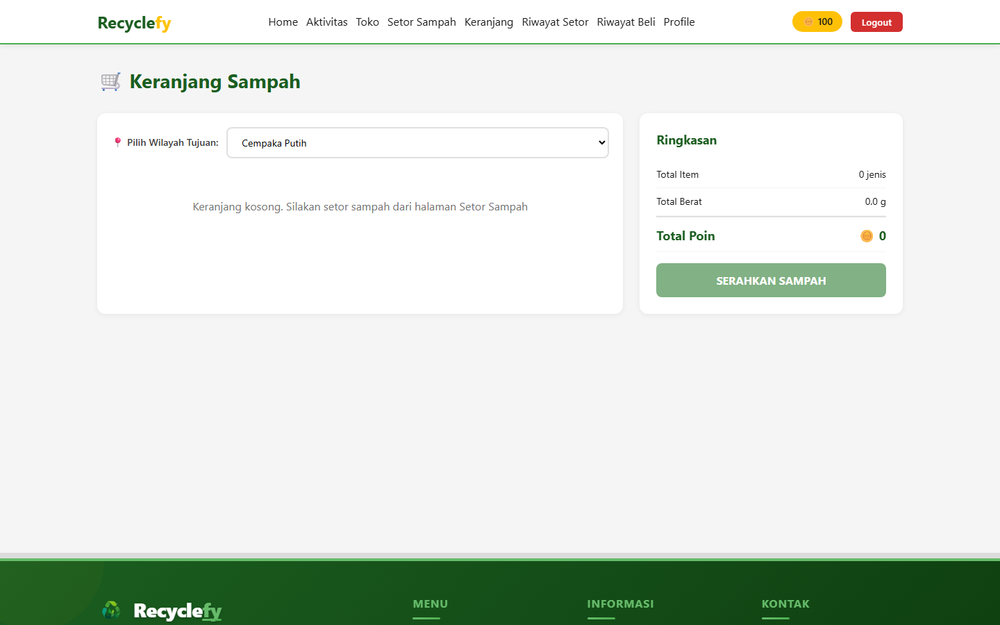 Recyclefy
Home Aktivitas Toko Setor Sampah Keranjang Riwayat Setor Riwayat Beli Profile
100
Logout
Keranjang Sampah
Pilih Wilayah Tujuan:
Cempaka Putih
Keranjang kosong. Silakan setor sampah dari halaman Setor Sampah
Ringkasan
Total Item 0 jenis
Total Berat 0.0 g
Total Poin 0
SERAHKAN SAMPAH
Recyclefy
MENU
INFORMASI
KONTAK